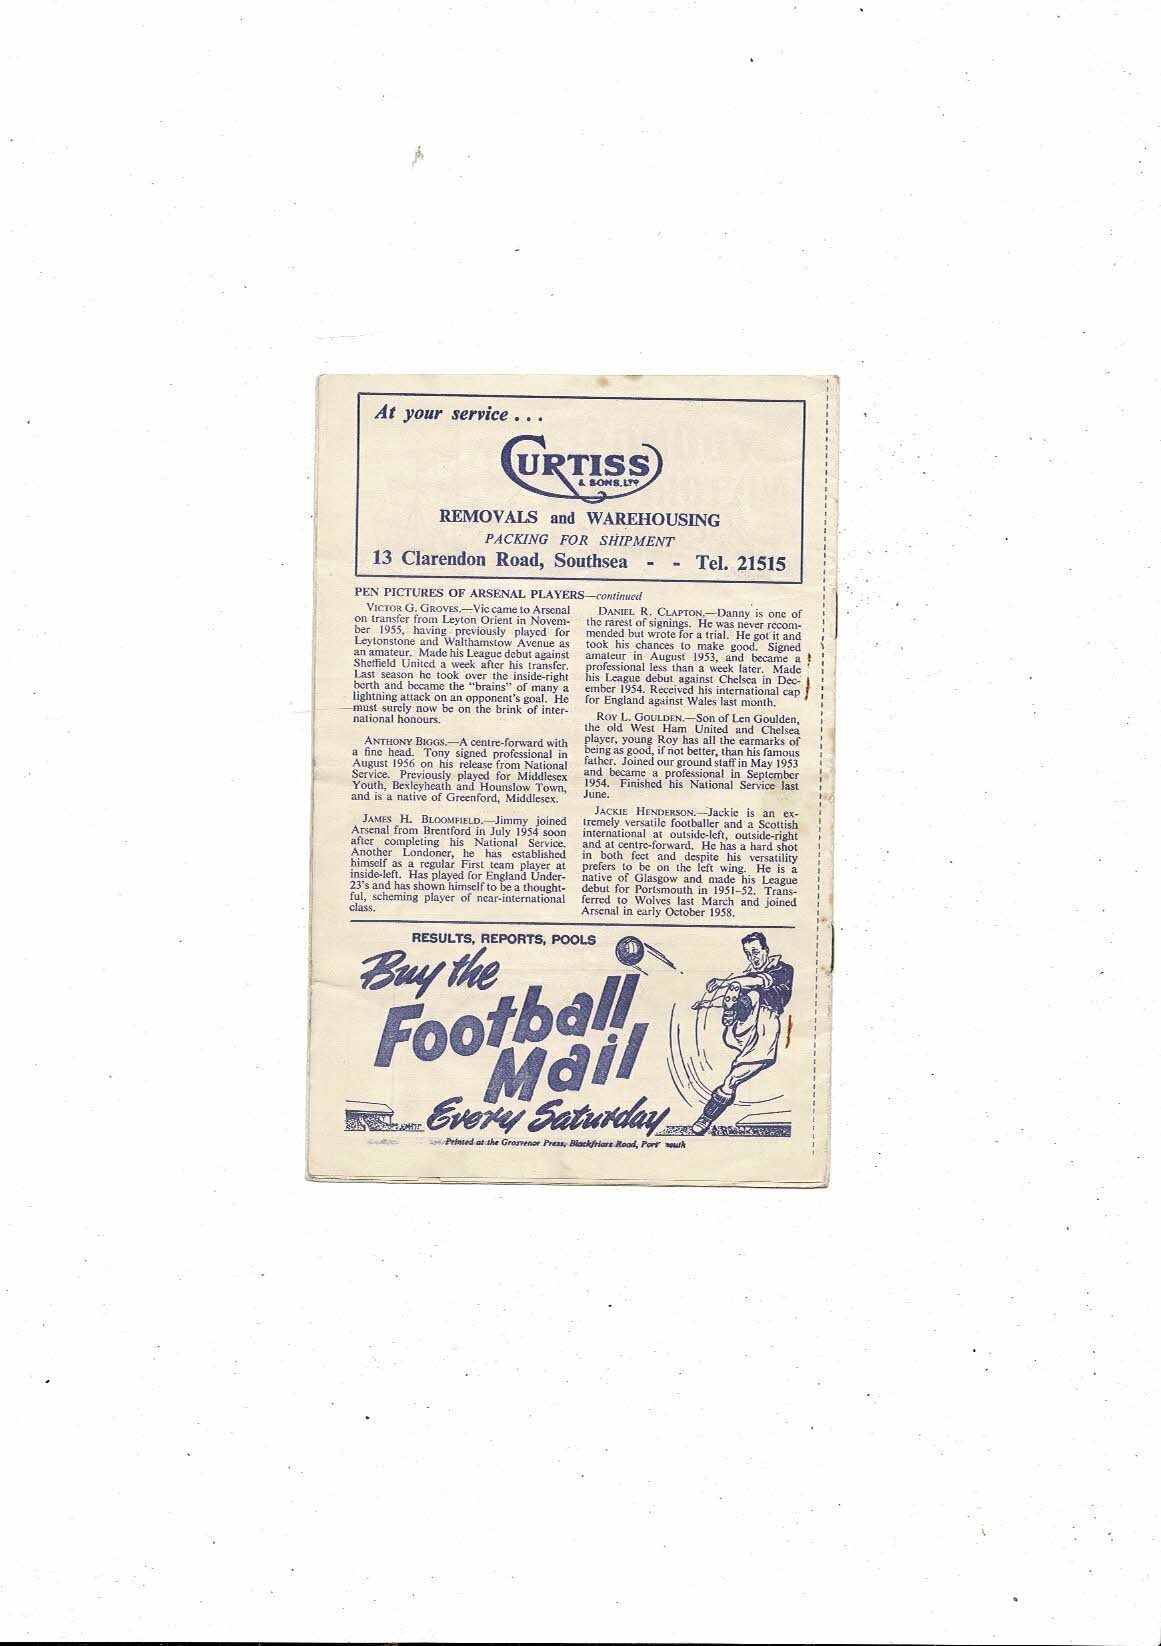 At your service . . .
CURTISS
& SONS. LTD
REMOVALS and WAREHOUSING
PACKING FOR SHIPMENT
13 Clarendon Road, Southsea - - Tel. 21515
PEN PICTURES OF ARSENAL PLAYERS—continued
VICTOR G. GROVES.—Vic came to Arsenal
on transfer from Leyton Orient in Novem-
ber 1955, having previously played for
Leytonstone and Walthamstow Avenue as
an amateur. Made his League debut against
Sheffield United a week after his transfer.
Last season he took over the inside-right
berth and became the "brains" of many a
lightning attack on an opponent's goal. He
must surely now be on the brink of inter-
national honours.
ANTHONY BIGGS.—A centre-forward with
a fine head. Tony signed professional in
August 1956 on his release from National
Service. Previously played for Middlesex
Youth, Bexleyheath and Hounslow Town,
and is a native of Greenford, Middlesex.
JAMES H. BLOOMFIELD.—Jimmy joined
Arsenal from Brentford in July 1954 soon
after completing his National Service.
Another Londoner, he has established
himself as a regular First team player at
inside-left. Has played for England Under-
23's and has shown himself to be a thought-
ful, scheming player of near-international
class.
DANIEL R. CLAPTON.—Danny is one of
the rarest of signings. He was never recom-
mended but wrote for a trial. He got it and
took his chances to make good. Signed
amateur in August 1953, and became a
professional less than a week later. Made
his League debut against Chelsea in Dec-
ember 1954. Received his international cap
for England against Wales last month.
ROY L. GOULDEN.—Son of Len Goulden,
the old West Ham United and Chelsea
player, young Roy has all the earmarks of
being as good, if not better, than his famous
father. Joined our ground staff in May 1953
and became a professional in September
1954. Finished his National Service last
June.
JACKIE HENDERSON.—Jackie is an ex-
tremely versatile footballer and a Scottish
international at outside-left, outside-right
and at centre-forward. He has a hard shot
in both feet and despite his versatility
prefers to be on the left wing. He is a
native of Glasgow and made his League
debut for Portsmouth in 1951-52. Trans-
ferred to Wolves last March and joined
Arsenal in early October 1958.
RESULTS, REPORTS, POOLS
Buy the
Football
Mail
Every Saturday
Printed at the Grosvenor Press, Blackfriars Road, Portsmouth